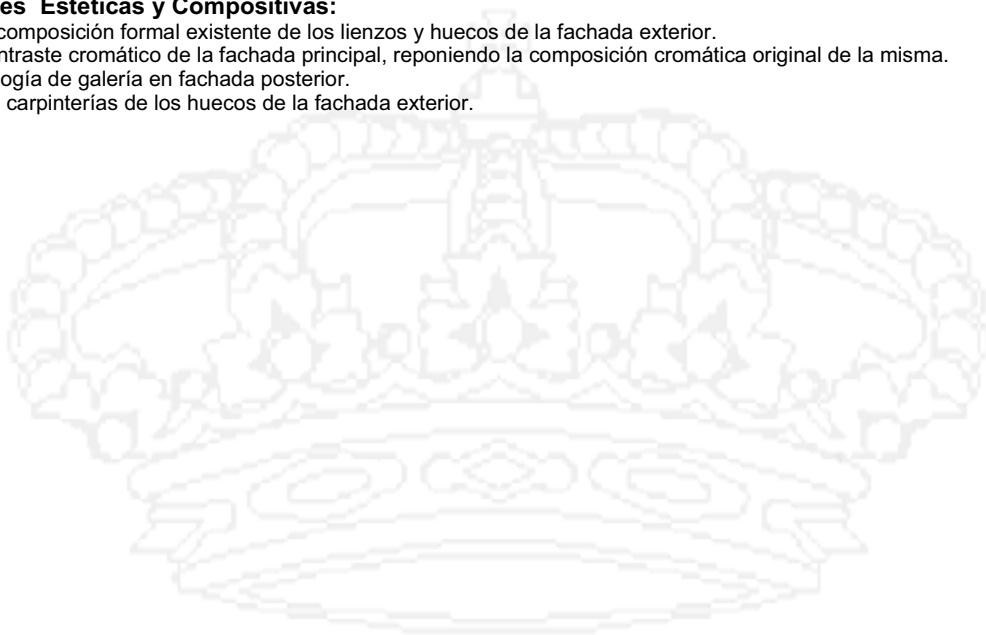 es Estéticas y Compositivas:
composición formal existente de los lienzos y huecos de la fachada exterior.
ntraste cromático de la fachada principal, reponiendo la composición cromática original de la misma.
logía de galería en fachada posterior.
carpinterías de los huecos de la fachada exterior.